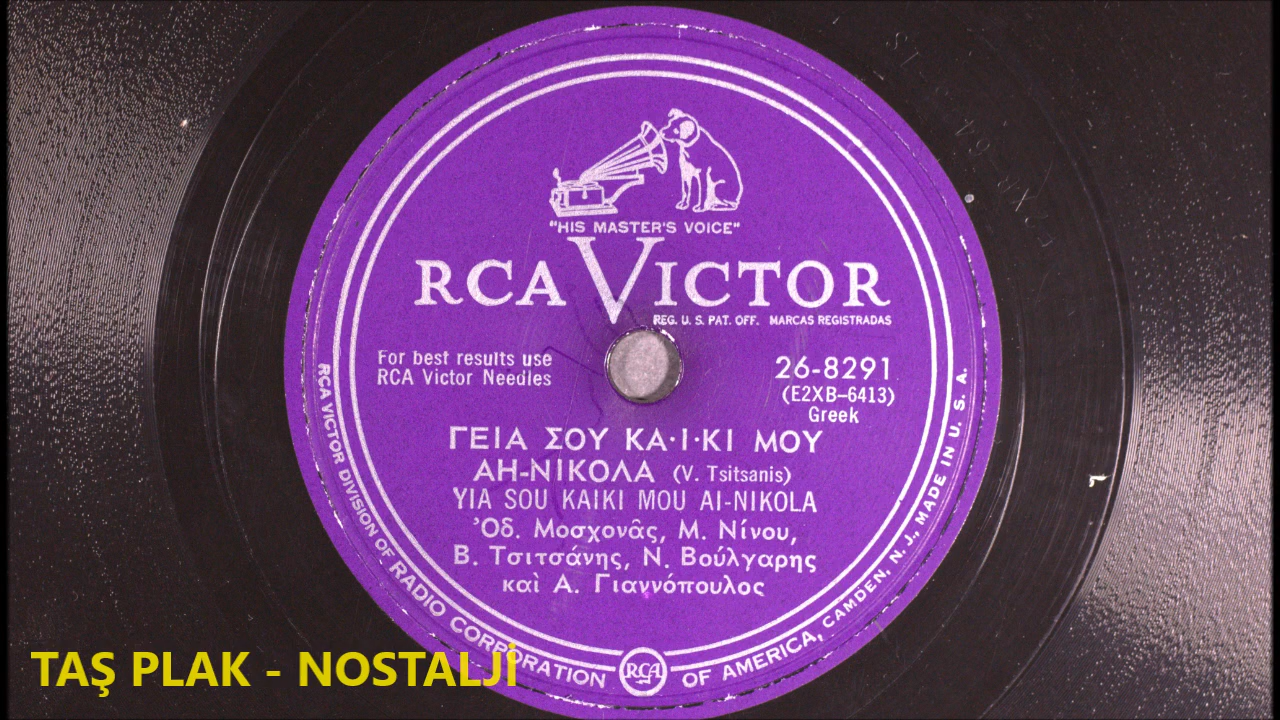 "HIS MASTER'S VOICE"
RCA VICTOR
REG. U. S. PAT. OFF. MARCAS REGISTRADAS
For best results use
RCA Victor Needles
26-8291
(E2XB-6413)
Greek
ΓΕΙΑ ΣΟΥ ΚΑ·Ι·ΚΙ ΜΟΥ
ΑΗ-ΝΙΚΟΛΑ (V. Tsitsanis)
YIA SOU KAIKI MOU AI-NIKOLA
Ὀδ. Μοσχονᾶς, Μ. Νίνου,
Β. Τσιτσάνης, Ν. Βούλγαρης
καὶ Α. Γιαννόπουλος
RCA VICTOR DIVISION OF RADIO CORPORATION RCA OF AMERICA, CAMDEN, N. J., MADE IN U. S. A.
TAŞ PLAK - NOSTALJİ